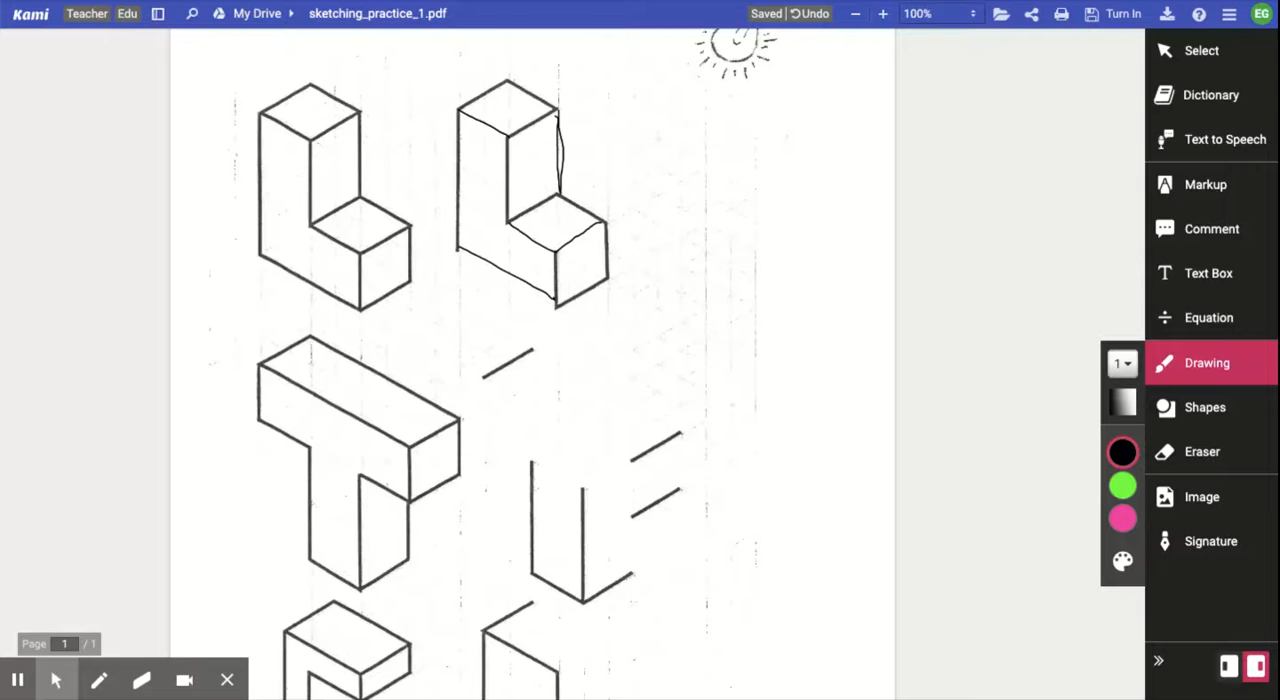 Kami Teacher Edu My Drive sketching_practice_1.pdf Saved Undo 100% Turn In EG
Select
Dictionary
Text to Speech
Markup
Comment
Text Box
Equation
1 Drawing
Shapes
Eraser
Image
Signature
Page 1 / 1